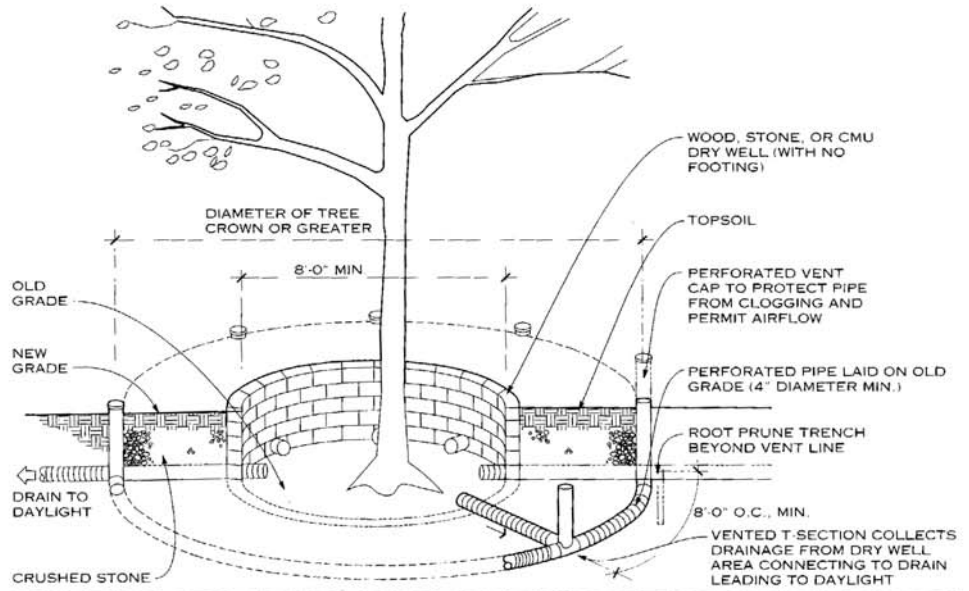 WOOD, STONE, OR CMU
DRY WELL (WITH NO
FOOTING)
DIAMETER OF TREE
CROWN OR GREATER
TOPSOIL
8'-0" MIN.
PERFORATED VENT
CAP TO PROTECT PIPE
FROM CLOGGING AND
PERMIT AIRFLOW
OLD
GRADE
NEW
GRADE
PERFORATED PIPE LAID ON OLD
GRADE (4" DIAMETER MIN.)
ROOT PRUNE TRENCH
BEYOND VENT LINE
DRAIN TO
DAYLIGHT
8'-0" O.C., MIN.
VENTED T-SECTION COLLECTS
DRAINAGE FROM DRY WELL
AREA CONNECTING TO DRAIN
LEADING TO DAYLIGHT
CRUSHED STONE